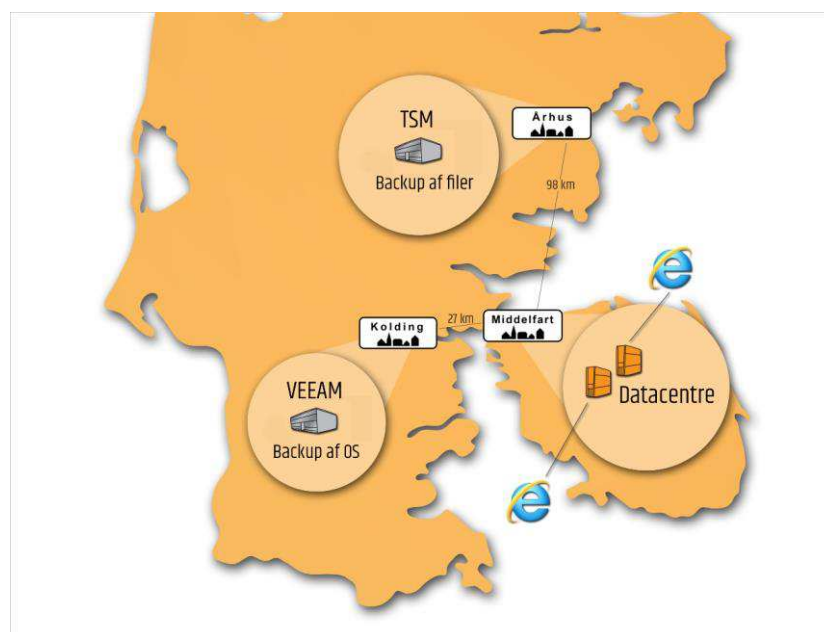 Århus
TSM
Backup af filer
98 km
27 km
Middelfart
Kolding
Datacentre
VEEAM
Backup af OS